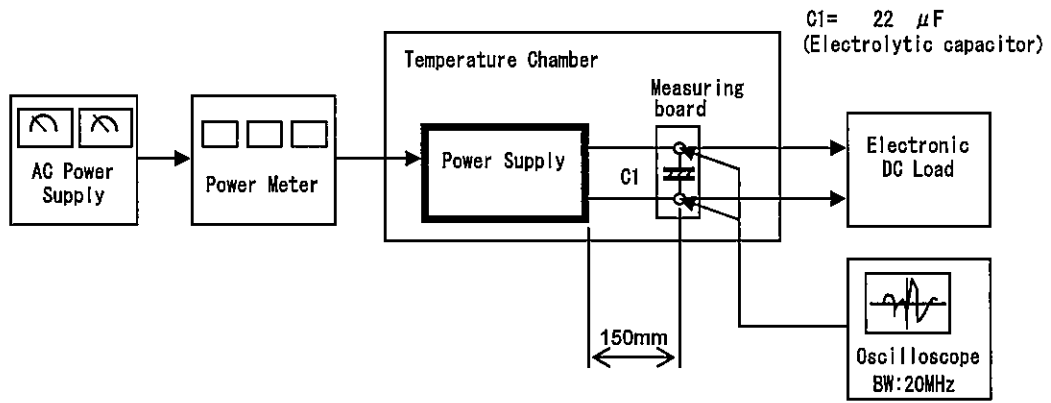 C1=   22  μF
(Electrolytic capacitor)
Temperature Chamber
Measuring
board
AC Power
Supply
Power Meter
Power Supply
C1
Electronic
DC Load
150mm
Oscilloscope
BW:20MHz